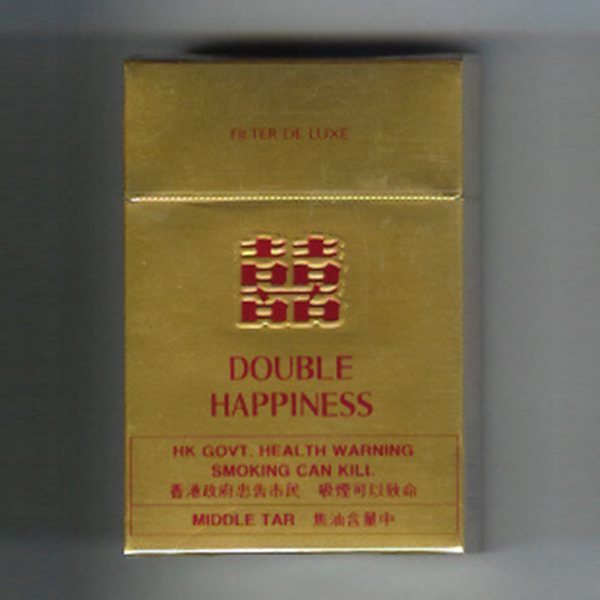 FILTER DE LUXE
囍
DOUBLE
HAPPINESS
HK GOVT. HEALTH WARNING
SMOKING CAN KILL
香港政府忠告市民 吸煙可以致命
MIDDLE TAR 焦油含量中